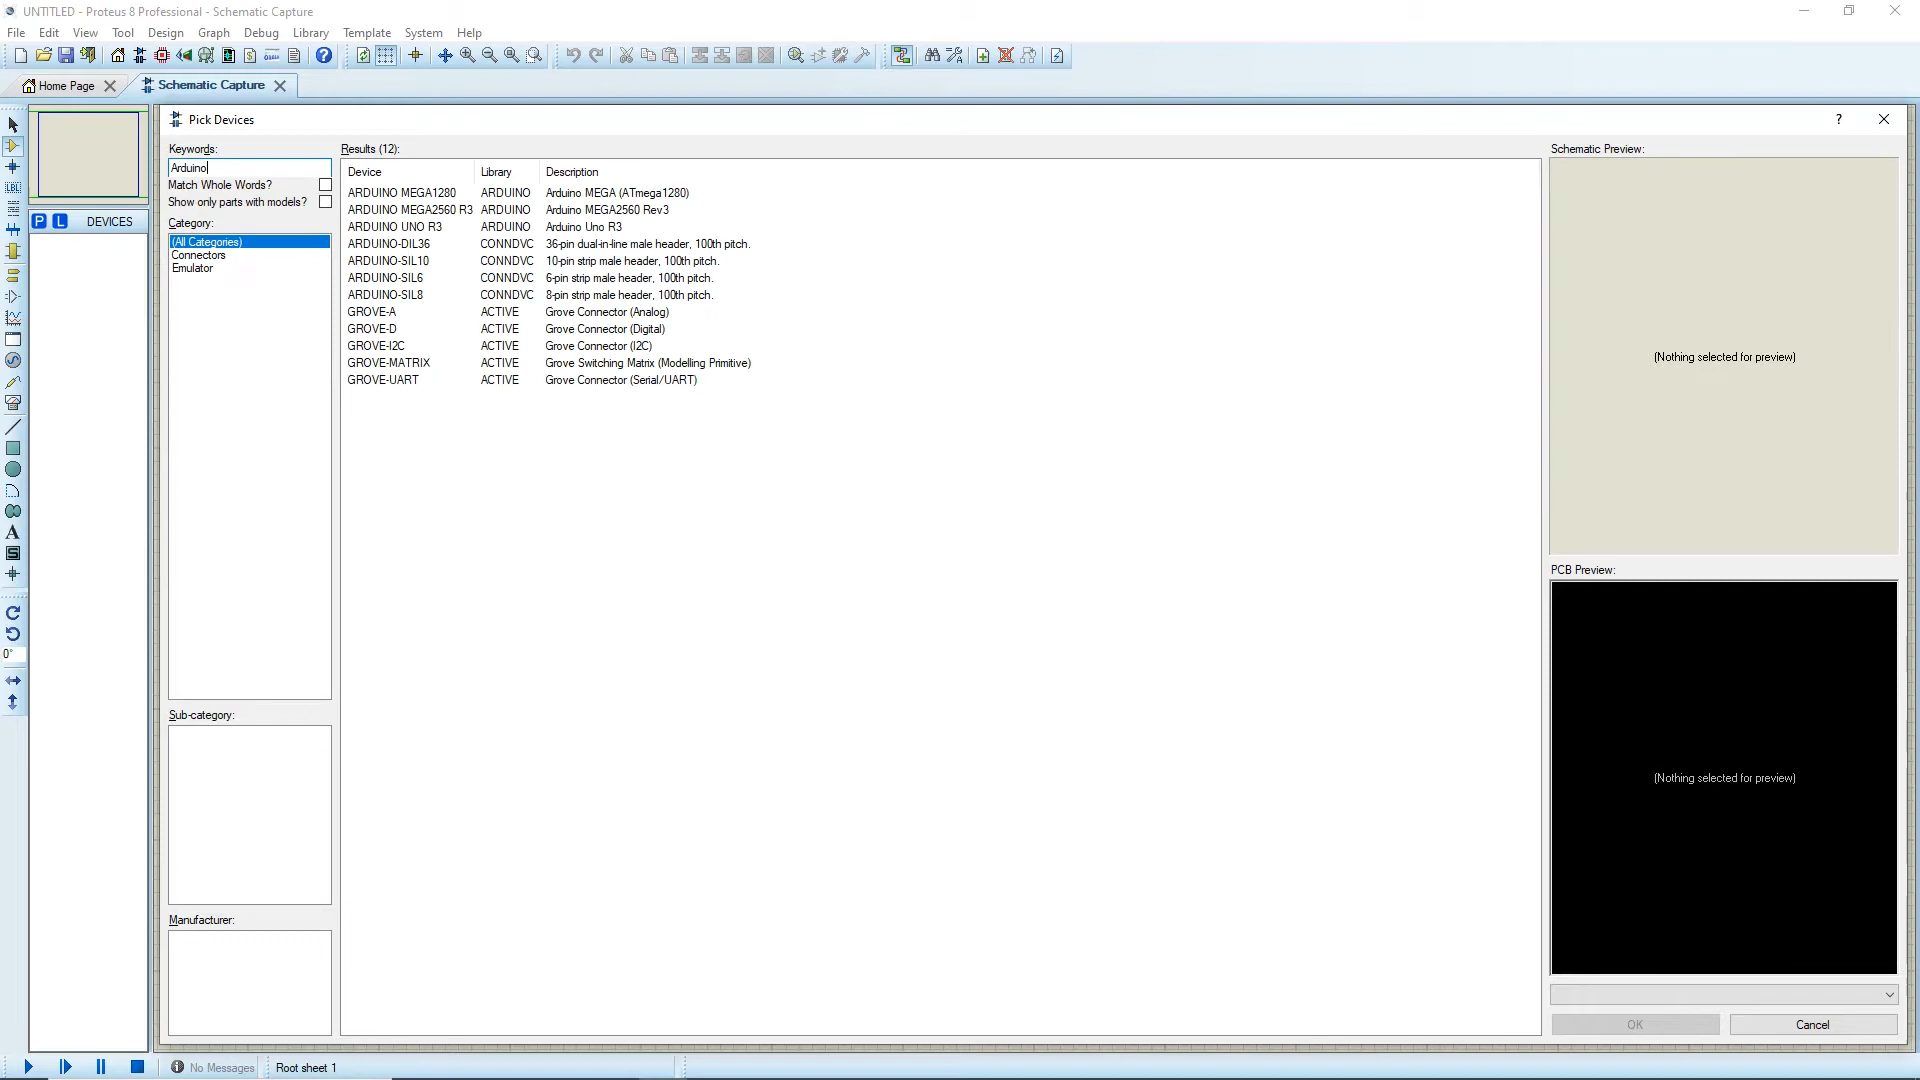 UNTITLED - Proteus 8 Professional - Schematic Capture
File Edit View Tool Design Graph Debug Library Template System Help
Home Page
Schematic Capture
Pick Devices
?
Keywords:
Arduino
Match Whole Words?
Show only parts with models?
Category:
(All Categories)
Connectors
Emulator
Sub-category:
Manufacturer:
P L DEVICES
LBL
A
S
0°
Results (12):
Device Library Description
ARDUINO MEGA1280 ARDUINO Arduino MEGA (ATmega1280)
ARDUINO MEGA2560 R3 ARDUINO Arduino MEGA2560 Rev3
ARDUINO UNO R3 ARDUINO Arduino Uno R3
ARDUINO-DIL36 CONNDVC 36-pin dual-in-line male header, 100th pitch.
ARDUINO-SIL10 CONNDVC 10-pin strip male header, 100th pitch.
ARDUINO-SIL6 CONNDVC 6-pin strip male header, 100th pitch.
ARDUINO-SIL8 CONNDVC 8-pin strip male header, 100th pitch.
GROVE-A ACTIVE Grove Connector (Analog)
GROVE-D ACTIVE Grove Connector (Digital)
GROVE-I2C ACTIVE Grove Connector (I2C)
GROVE-MATRIX ACTIVE Grove Switching Matrix (Modelling Primitive)
GROVE-UART ACTIVE Grove Connector (Serial/UART)
Schematic Preview:
(Nothing selected for preview)
PCB Preview:
(Nothing selected for preview)
OK
Cancel
No Messages
Root sheet 1